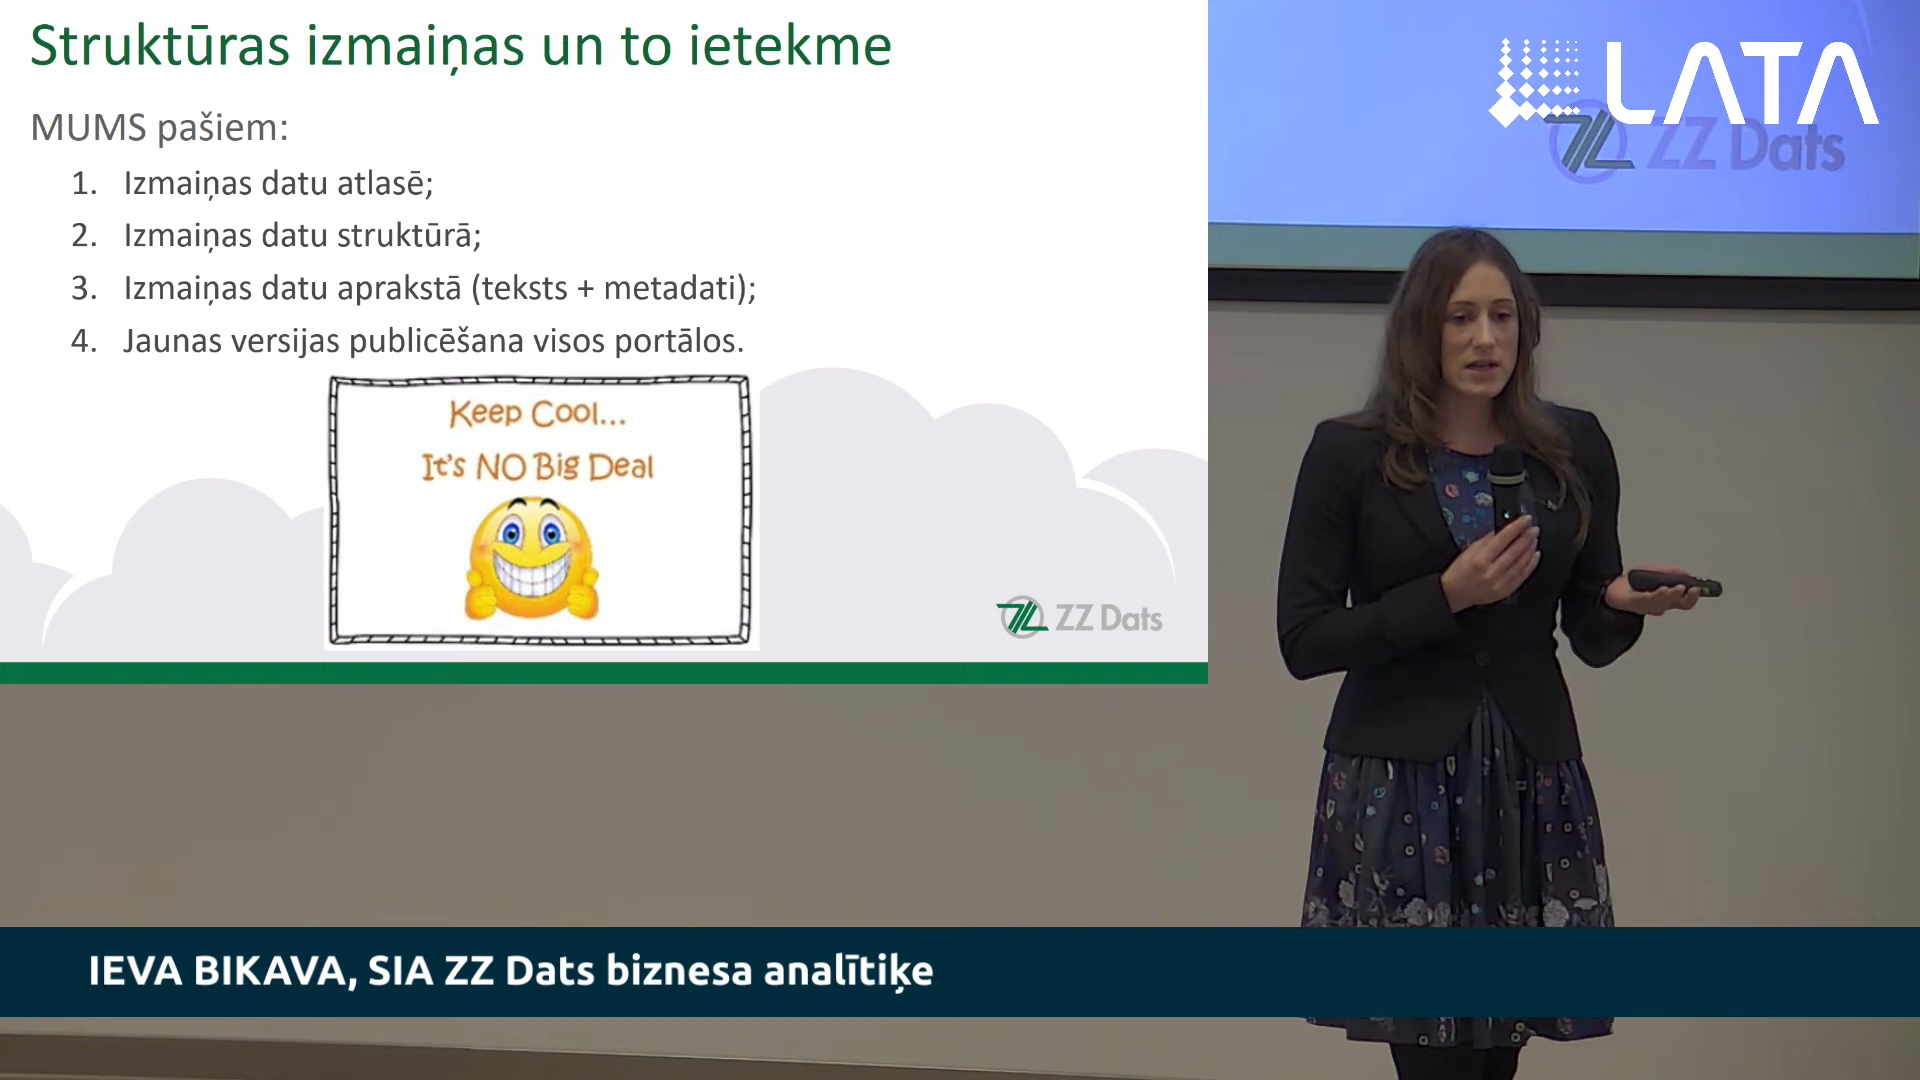 Struktūras izmaiņas un to ietekme
MUMS pašiem:
1. Izmaiņas datu atlasē;
2. Izmaiņas datu struktūrā;
3. Izmaiņas datu aprakstā (teksts + metadati);
4. Jaunas versijas publicēšana visos portālos.
Keep Cool...
It's NO Big Deal
ZZ Dats
LATA
ZZ Dats
IEVA BIKAVA, SIA ZZ Dats biznesa analītiķe